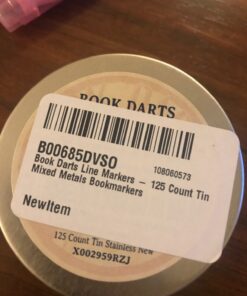 BOOK DARTS
B00685DVSO
108060573
Book Darts Line Markers – 125 Count Tin
Mixed Metals Bookmarkers
NewItem
125 Count Tin Stainless New
X002959RZJ